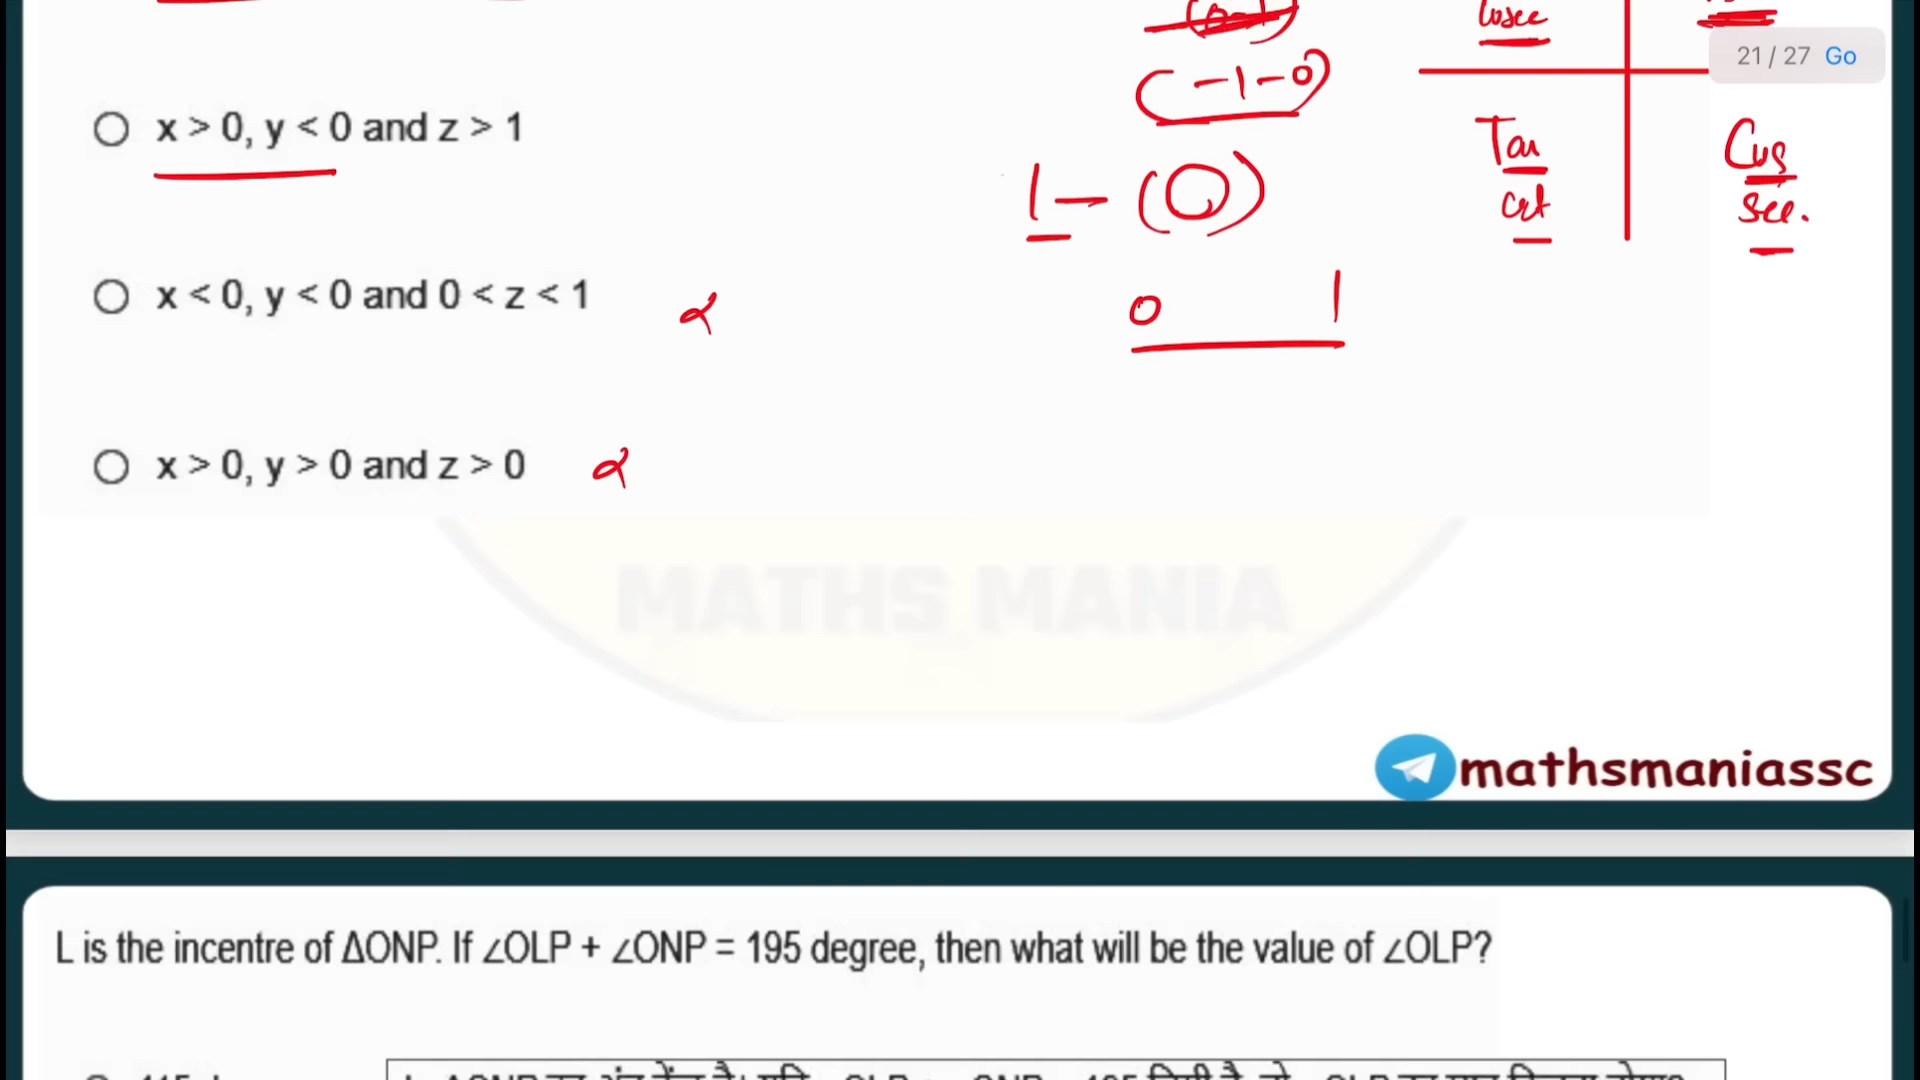 Cosec
(-1-0)
21 / 27 Go
x > 0, y < 0 and z > 1
Tan
Cos
1-(0)
Cot
Sec.
x < 0, y < 0 and 0 < z < 1
0 1
x > 0, y > 0 and z > 0
MATHS MANIA
mathsmaniassc
L is the incentre of ΔONP. If ∠OLP + ∠ONP = 195 degree, then what will be the value of ∠OLP?